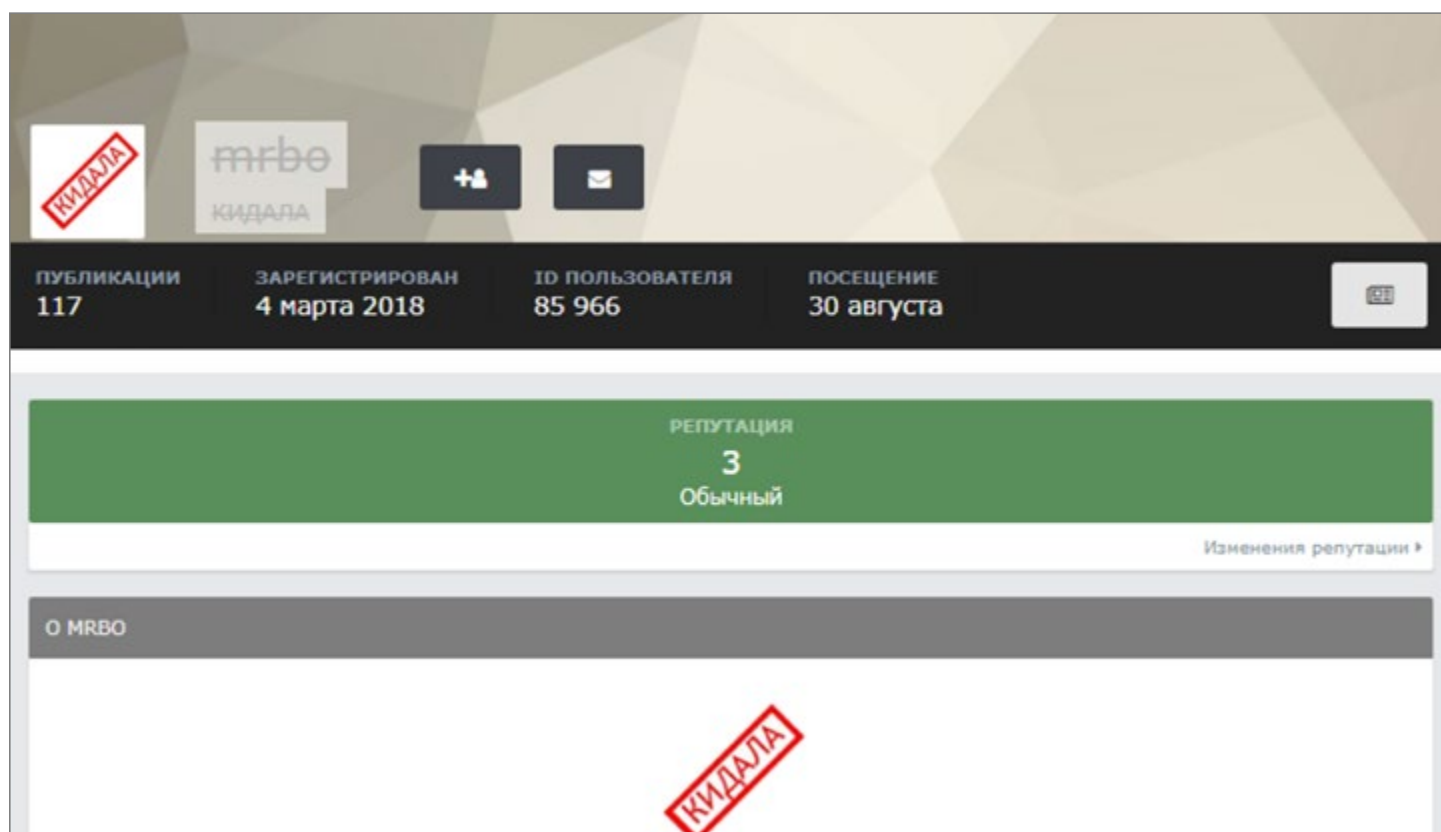 КИДАЛА
mrbo
КИДАЛА
ПУБЛИКАЦИИ
117
ЗАРЕГИСТРИРОВАН
4 марта 2018
ID ПОЛЬЗОВАТЕЛЯ
85 966
ПОСЕЩЕНИЕ
30 августа
РЕПУТАЦИЯ
3
Обычный
Изменения репутации
О MRBO
КИДАЛА